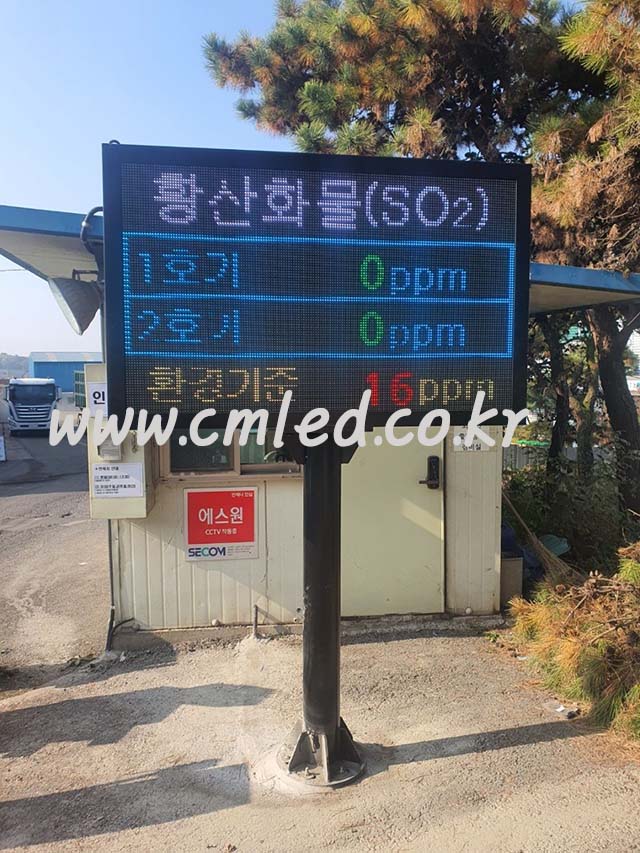 황산화물(SO2)
1호기 0ppm
2호기 0ppm
환경기준 16ppm
www.cmled.co.kr
에스원
CCTV 작동중
SECOM